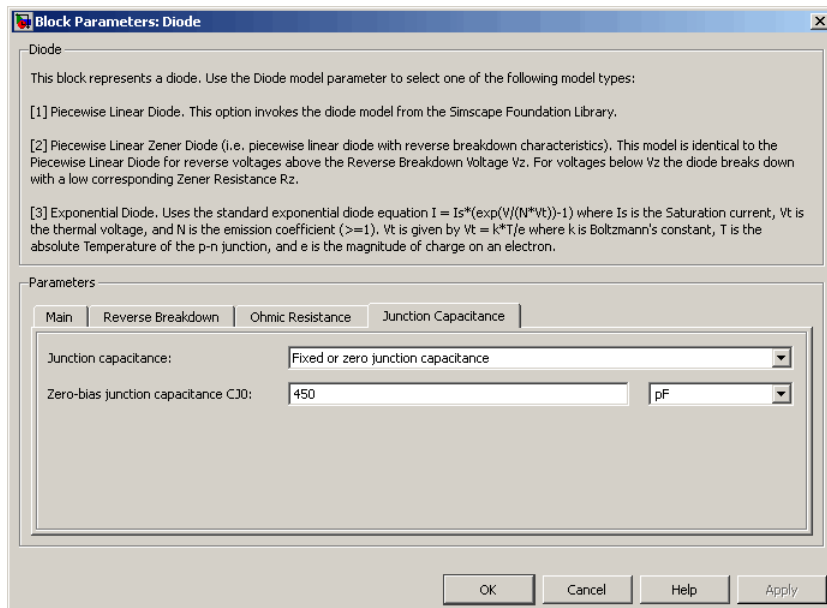 Block Parameters: Diode
Diode
This block represents a diode. Use the Diode model parameter to select one of the following model types:
[1] Piecewise Linear Diode. This option invokes the diode model from the Simscape Foundation Library.
[2] Piecewise Linear Zener Diode (i.e. piecewise linear diode with reverse breakdown characteristics). This model is identical to the
Piecewise Linear Diode for reverse voltages above the Reverse Breakdown Voltage Vz. For voltages below Vz the diode breaks down
with a low corresponding Zener Resistance Rz.
[3] Exponential Diode. Uses the standard exponential diode equation I = Is*(exp(V/(N*Vt))-1) where Is is the Saturation current, Vt is
the thermal voltage, and N is the emission coefficient (>=1). Vt is given by Vt = k*T/e where k is Boltzmann's constant, T is the
absolute Temperature of the p-n junction, and e is the magnitude of charge on an electron.
Parameters
Main Reverse Breakdown Ohmic Resistance Junction Capacitance
Junction capacitance: Fixed or zero junction capacitance
Zero-bias junction capacitance CJ0: 450 pF
OK Cancel Help Apply